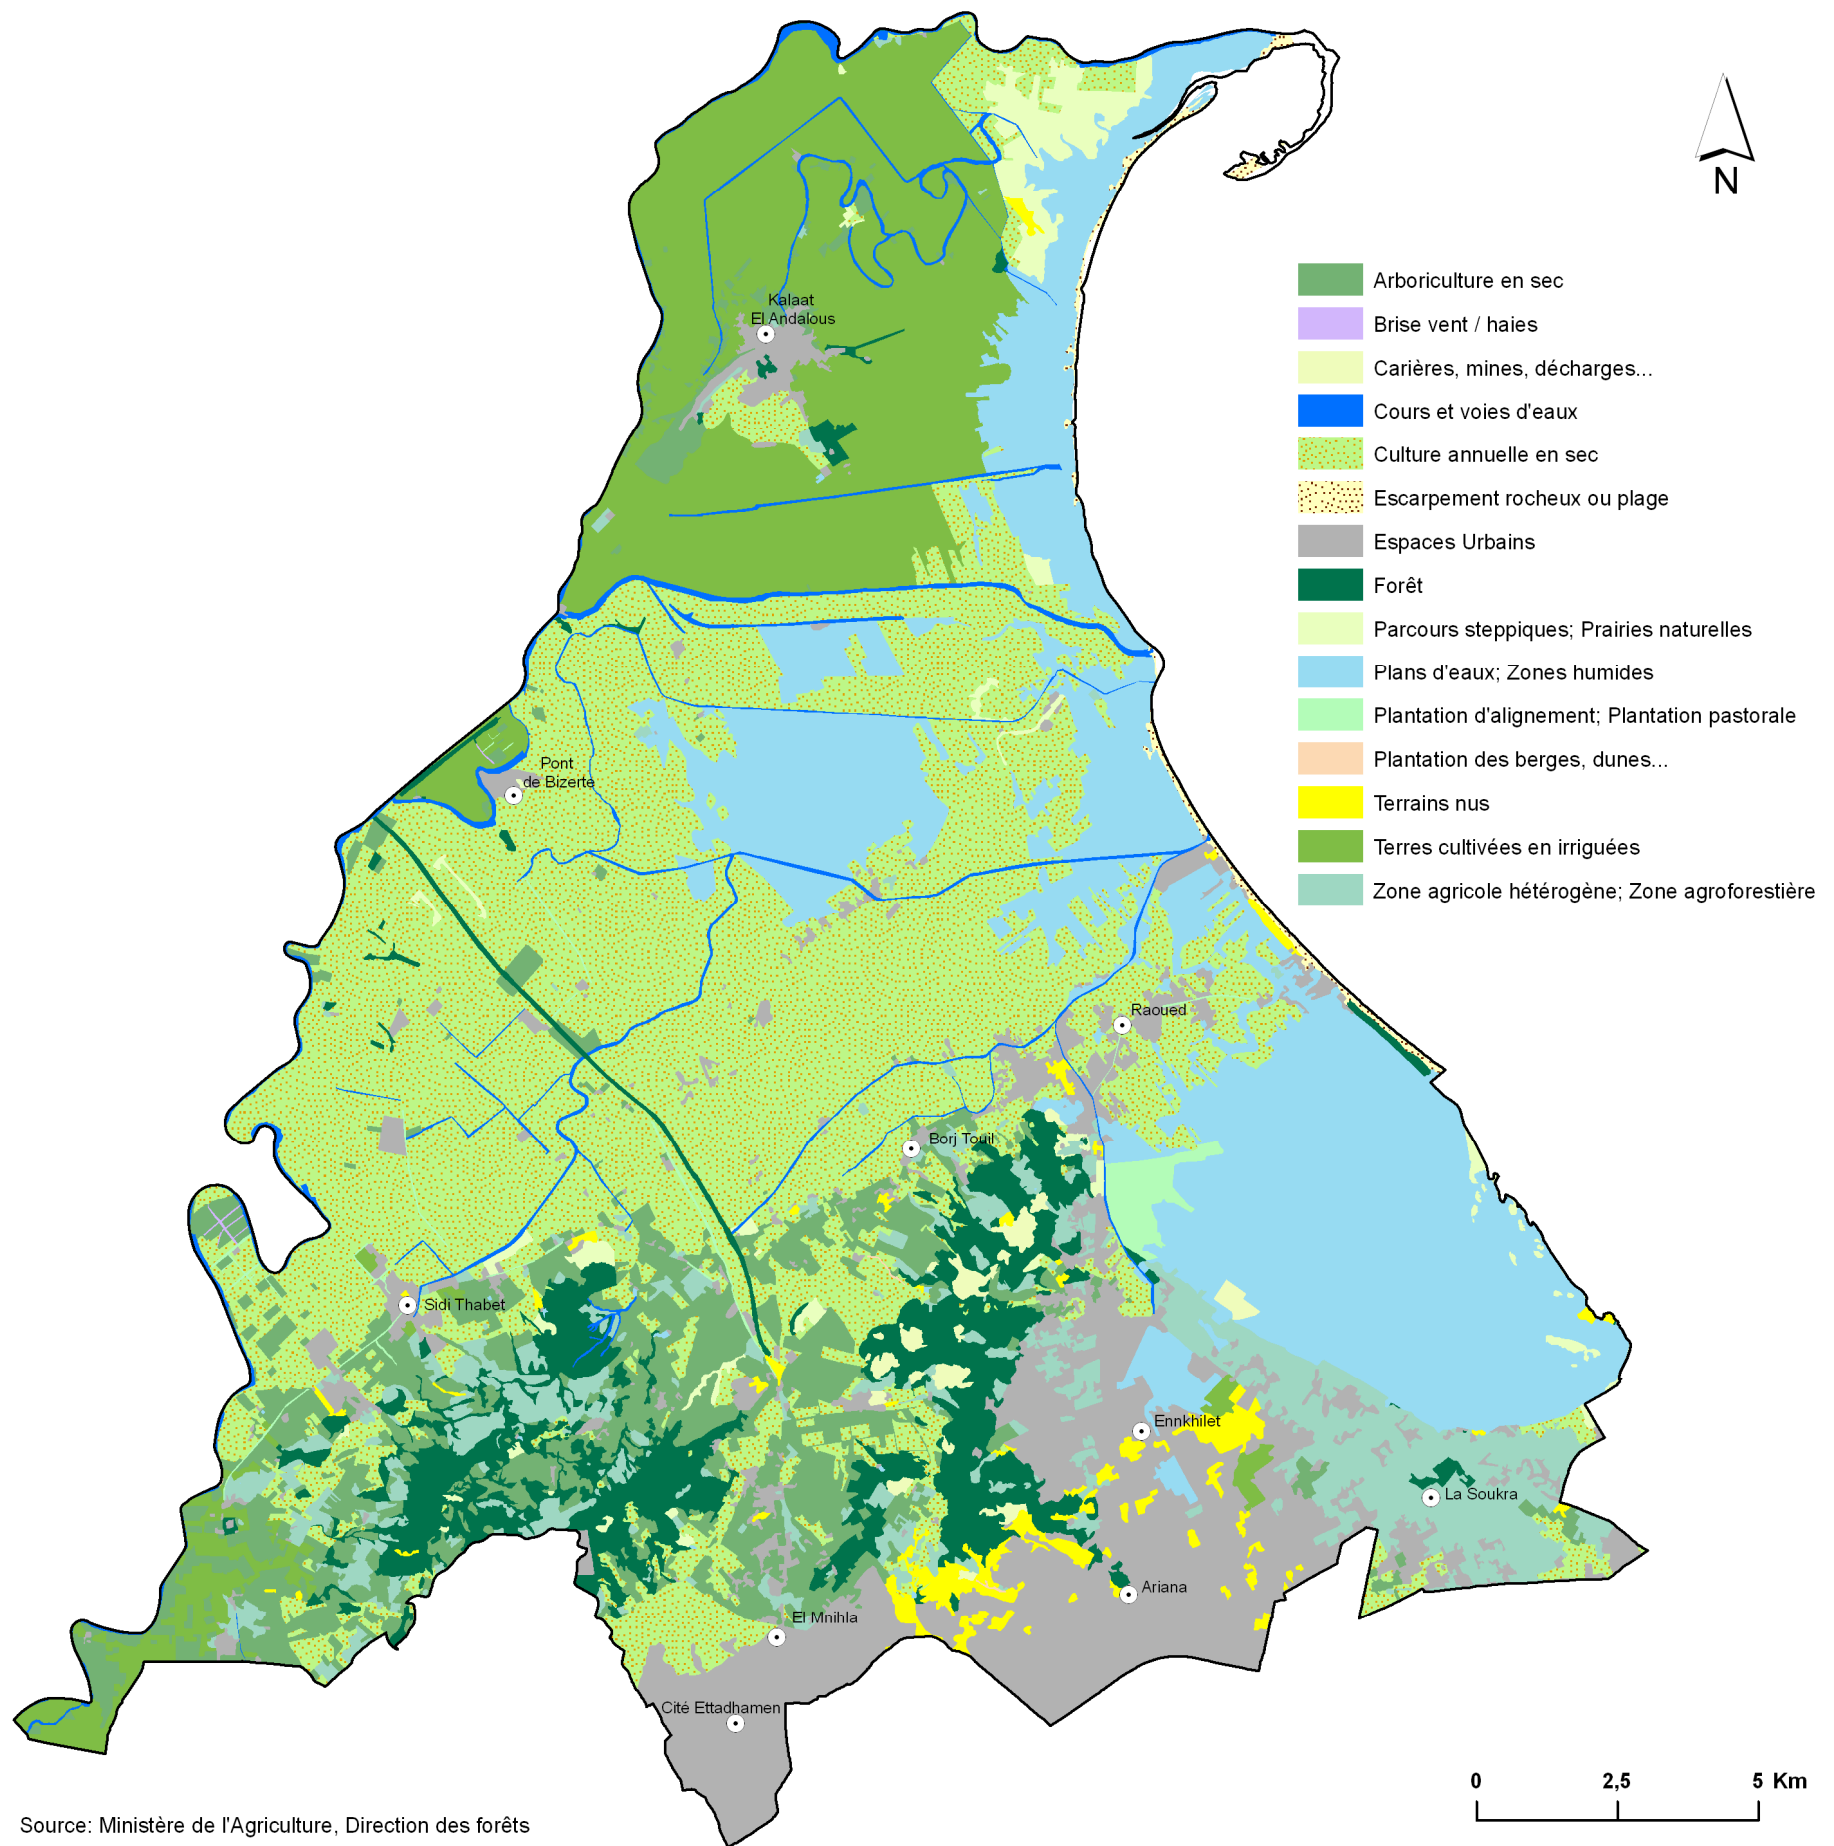 N
Arboriculture en sec
Brise vent / haies
Carières, mines, décharges...
Cours et voies d'eaux
Culture annuelle en sec
Escarpement rocheux ou plage
Espaces Urbains
Forêt
Parcours steppiques; Prairies naturelles
Plans d'eaux; Zones humides
Plantation d'alignement; Plantation pastorale
Plantation des berges, dunes...
Terrains nus
Terres cultivées en irriguées
Zone agricole hétérogène; Zone agroforestière
Kalaat
El Andalous
Pont
de Bizerte
Raoued
Borj Touil
Sidi Thabet
Ennkhilet
La Soukra
Ariana
El Mnihla
Cité Ettadhamen
0 2,5 5 Km
Source: Ministère de l'Agriculture, Direction des forêts